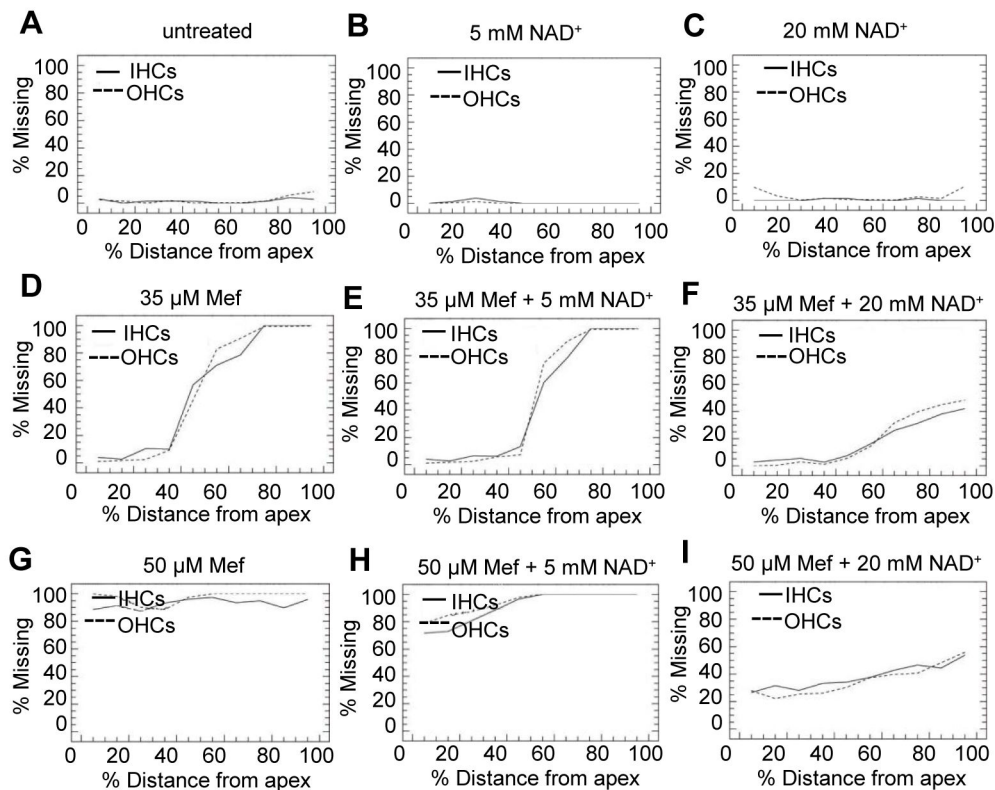 A
untreated
100
80
60
40
20
0
% Missing
IHCs
OHCs
0 20 40 60 80 100
% Distance from apex
B
5 mM NAD⁺
100
80
60
40
20
0
% Missing
IHCs
OHCs
0 20 40 60 80 100
% Distance from apex
C
20 mM NAD⁺
100
80
60
40
20
0
% Missing
IHCs
OHCs
0 20 40 60 80 100
% Distance from apex
D
35 µM Mef
100
80
60
40
20
0
% Missing
IHCs
OHCs
0 20 40 60 80 100
% Distance from apex
E
35 µM Mef + 5 mM NAD⁺
100
80
60
40
20
0
% Missing
IHCs
OHCs
0 20 40 60 80 100
% Distance from apex
F
35 µM Mef + 20 mM NAD⁺
100
80
60
40
20
0
% Missing
IHCs
OHCs
0 20 40 60 80 100
% Distance from apex
G
50 µM Mef
100
80
60
40
20
0
% Missing
IHCs
OHCs
0 20 40 60 80 100
% Distance from apex
H
50 µM Mef + 5 mM NAD⁺
100
80
60
40
20
0
% Missing
IHCs
OHCs
0 20 40 60 80 100
% Distance from apex
I
50 µM Mef + 20 mM NAD⁺
100
80
60
40
20
0
% Missing
IHCs
OHCs
0 20 40 60 80 100
% Distance from apex